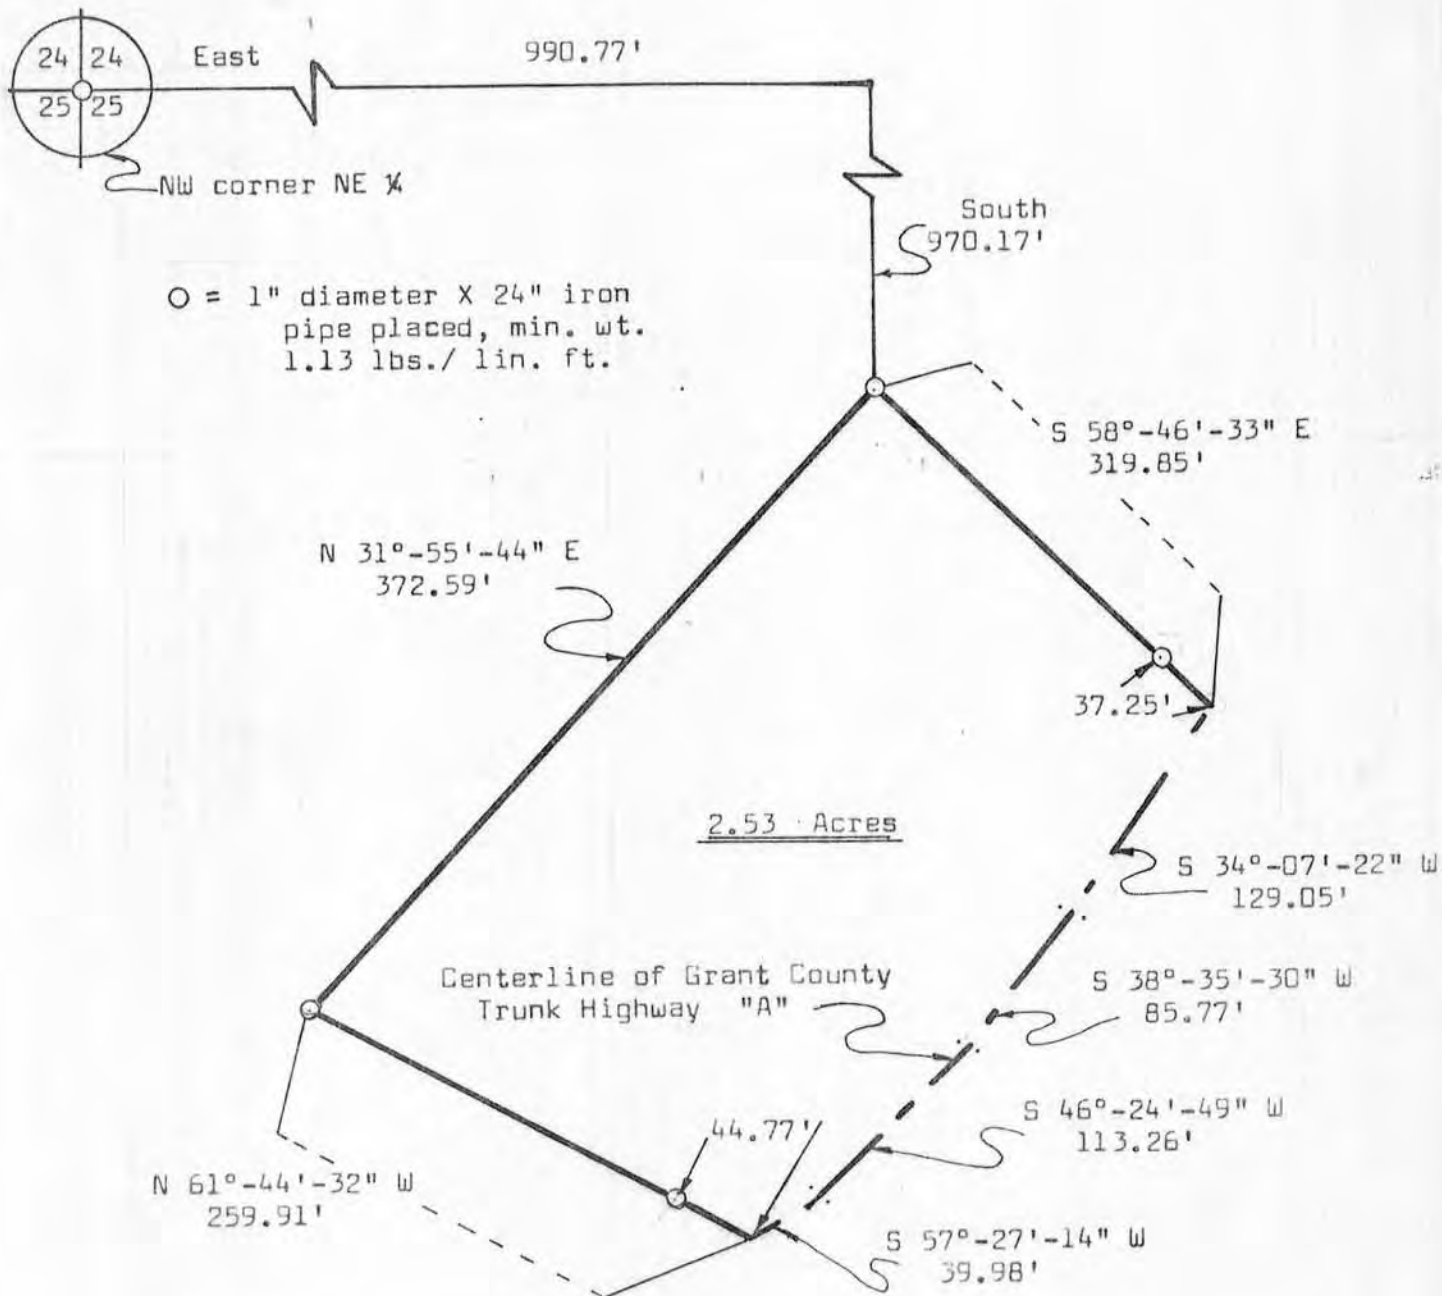 24 24
25 25
East
990.77'
NW corner NE ¼
South
970.17'
O = 1" diameter X 24" iron
pipe placed, min. wt.
1.13 lbs./ lin. ft.
S 58°-46'-33" E
319.85'
N 31°-55'-44" E
372.59'
37.25'
2.53 Acres
S 34°-07'-22" W
129.05'
Centerline of Grant County
Trunk Highway "A"
S 38°-35'-30" W
85.77'
S 46°-24'-49" W
113.26'
44.77'
N 61°-44'-32" W
259.91'
S 57°-27'-14" W
39.98'